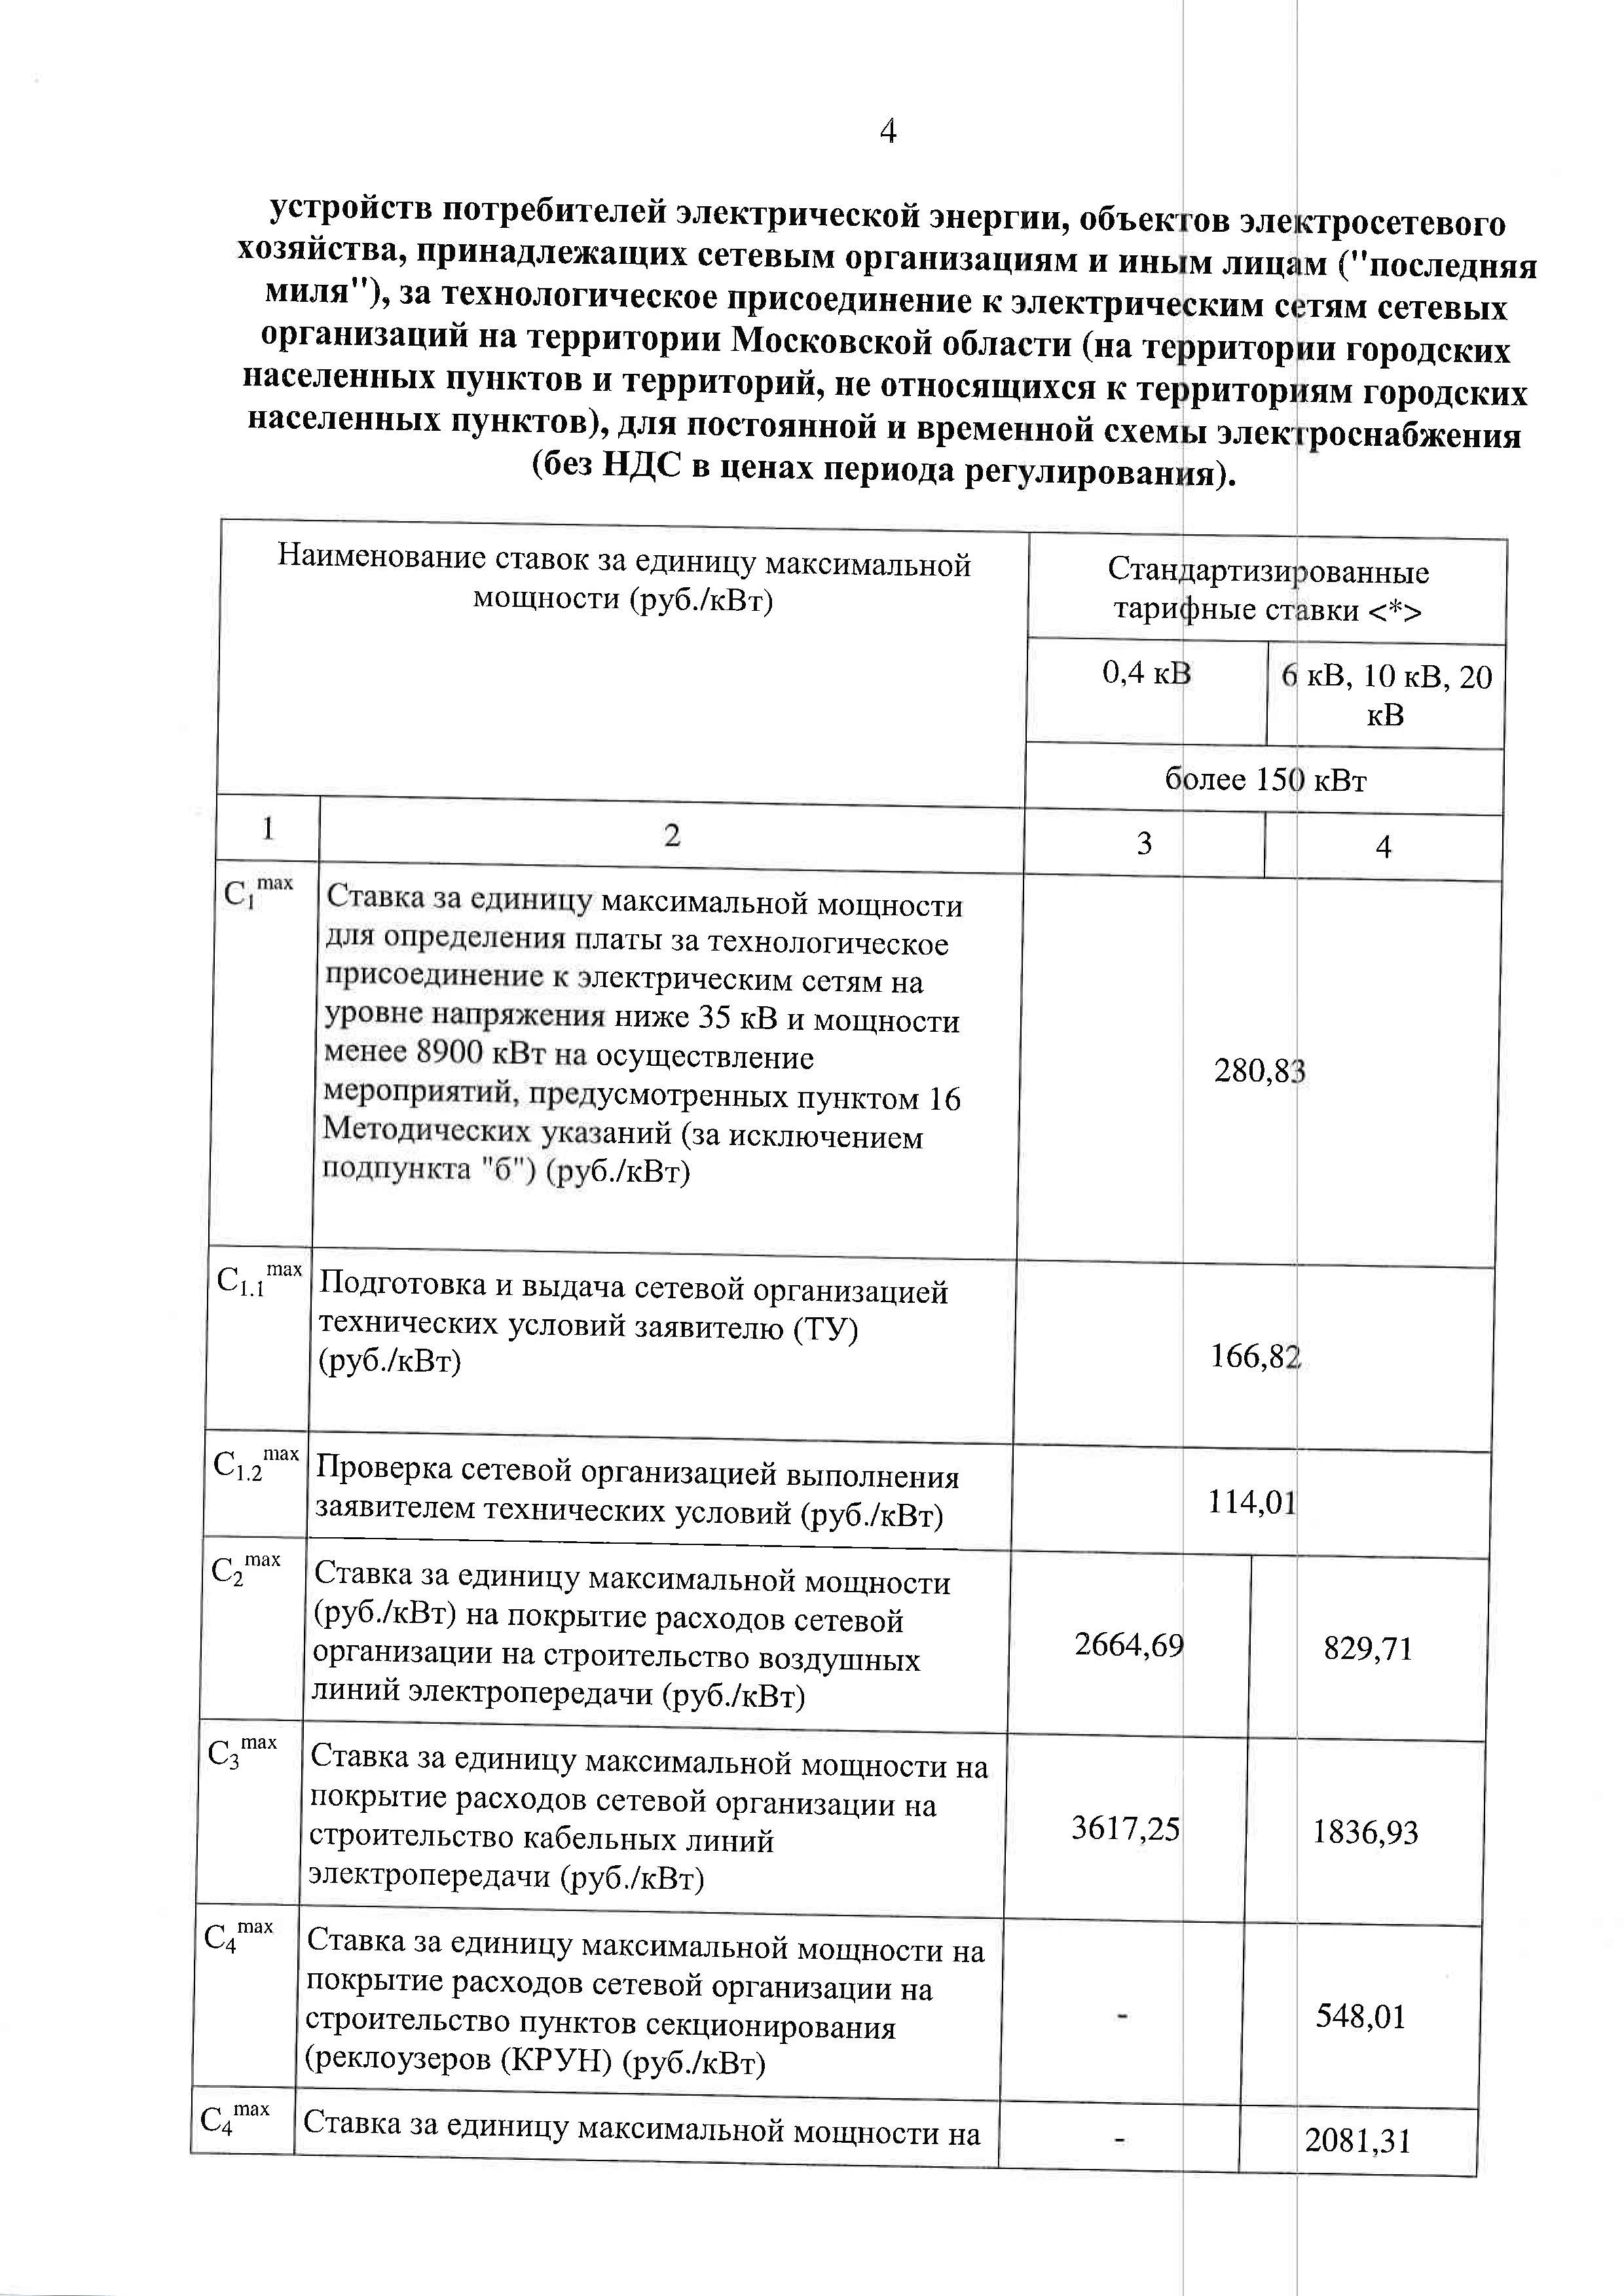 4
устройств потребителей электрической энергии, объектов электросетевого
хозяйства, принадлежащих сетевым организациям и иным лицам ("последняя
миля"), за технологическое присоединение к электрическим сетям сетевых
организаций на территории Московской области (на территории городских
населенных пунктов и территорий, не относящихся к территориям городских
населенных пунктов), для постоянной и временной схемы электроснабжения
(без НДС в ценах периода регулирования).
Наименование ставок за единицу максимальной
мощности (руб./кВт)
Стандартизированные
тарифные ставки <*>
0,4 кВ
6 кВ, 10 кВ, 20
кВ
более 150 кВт
1
2
3
4
C1max
Ставка за единицу максимальной мощности
для определения платы за технологическое
присоединение к электрическим сетям на
уровне напряжения ниже 35 кВ и мощности
менее 8900 кВт на осуществление
мероприятий, предусмотренных пунктом 16
Методических указаний (за исключением
подпункта "б") (руб./кВт)
280,83
C1.1max
Подготовка и выдача сетевой организацией
технических условий заявителю (ТУ)
(руб./кВт)
166,82
C1.2max
Проверка сетевой организацией выполнения
заявителем технических условий (руб./кВт)
114,01
C2max
Ставка за единицу максимальной мощности
(руб./кВт) на покрытие расходов сетевой
организации на строительство воздушных
линий электропередачи (руб./кВт)
2664,69
829,71
C3max
Ставка за единицу максимальной мощности на
покрытие расходов сетевой организации на
строительство кабельных линий
электропередачи (руб./кВт)
3617,25
1836,93
C4max
Ставка за единицу максимальной мощности на
покрытие расходов сетевой организации на
строительство пунктов секционирования
(реклоузеров (КРУН) (руб./кВт)
-
548,01
C4max
Ставка за единицу максимальной мощности на
-
2081,31